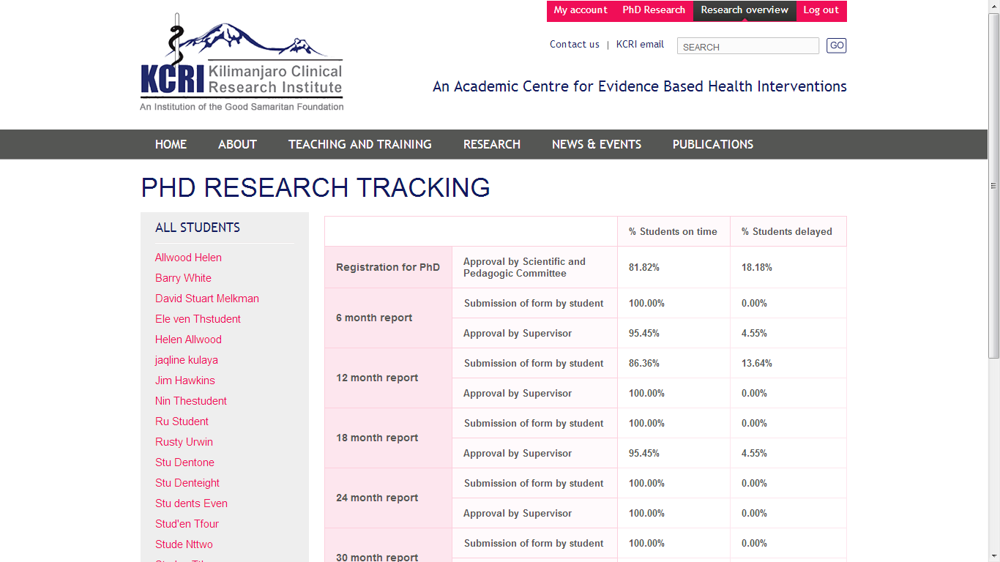 My account PhD Research Research overview Log out
Contact us | KCRI email SEARCH GO
KCRI Kilimanjaro Clinical
Research Institute
An Institution of the Good Samaritan Foundation
An Academic Centre for Evidence Based Health Interventions
HOME ABOUT TEACHING AND TRAINING RESEARCH NEWS & EVENTS PUBLICATIONS
PHD RESEARCH TRACKING
ALL STUDENTS
Allwood Helen
Barry White
David Stuart Melkman
Ele ven Thstudent
Helen Allwood
jaqline kulaya
Jim Hawkins
Nin Thestudent
Ru Student
Rusty Urwin
Stu Dentone
Stu Denteight
Stu dents Even
Stud'en Tfour
Stude Nttwo
% Students on time % Students delayed
Registration for PhD Approval by Scientific and
Pedagogic Committee 81.82% 18.18%
6 month report
Submission of form by student 100.00% 0.00%
Approval by Supervisor 95.45% 4.55%
12 month report
Submission of form by student 86.36% 13.64%
Approval by Supervisor 100.00% 0.00%
18 month report
Submission of form by student 100.00% 0.00%
Approval by Supervisor 95.45% 4.55%
24 month report
Submission of form by student 100.00% 0.00%
Approval by Supervisor 100.00% 0.00%
30 month report
Submission of form by student 100.00% 0.00%